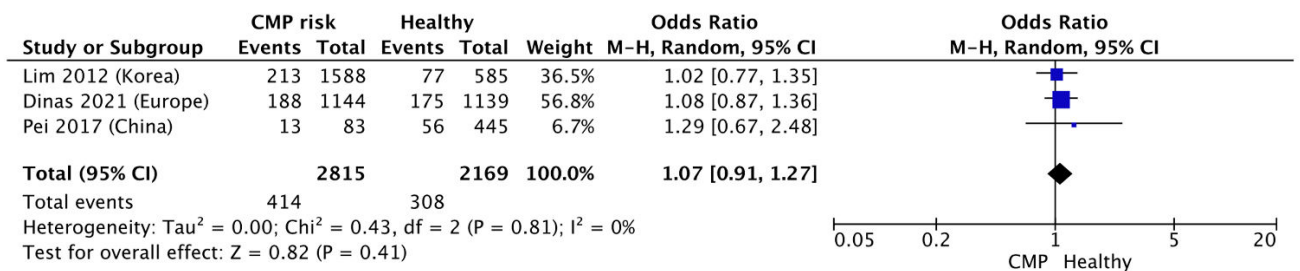 CMP risk Healthy Odds Ratio Odds Ratio
Study or Subgroup Events Total Events Total Weight M-H, Random, 95% CI M-H, Random, 95% CI
Lim 2012 (Korea) 213 1588 77 585 36.5% 1.02 [0.77, 1.35]
Dinas 2021 (Europe) 188 1144 175 1139 56.8% 1.08 [0.87, 1.36]
Pei 2017 (China) 13 83 56 445 6.7% 1.29 [0.67, 2.48]
Total (95% CI) 2815 2169 100.0% 1.07 [0.91, 1.27]
Total events 414 308
Heterogeneity: Tau² = 0.00; Chi² = 0.43, df = 2 (P = 0.81); I² = 0%
Test for overall effect: Z = 0.82 (P = 0.41)
0.05 0.2 1 5 20
CMP Healthy